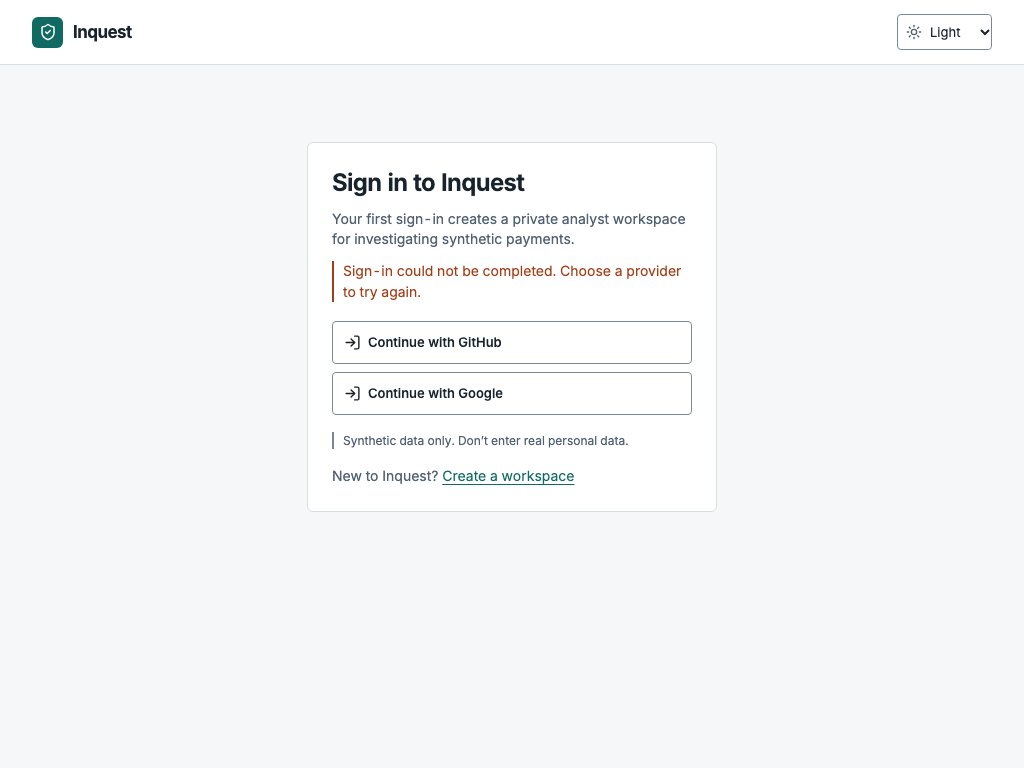 Inquest
Light
Sign in to Inquest
Your first sign-in creates a private analyst workspace
for investigating synthetic payments.
Sign-in could not be completed. Choose a provider
to try again.
Continue with GitHub
Continue with Google
Synthetic data only. Don’t enter real personal data.
New to Inquest? Create a workspace